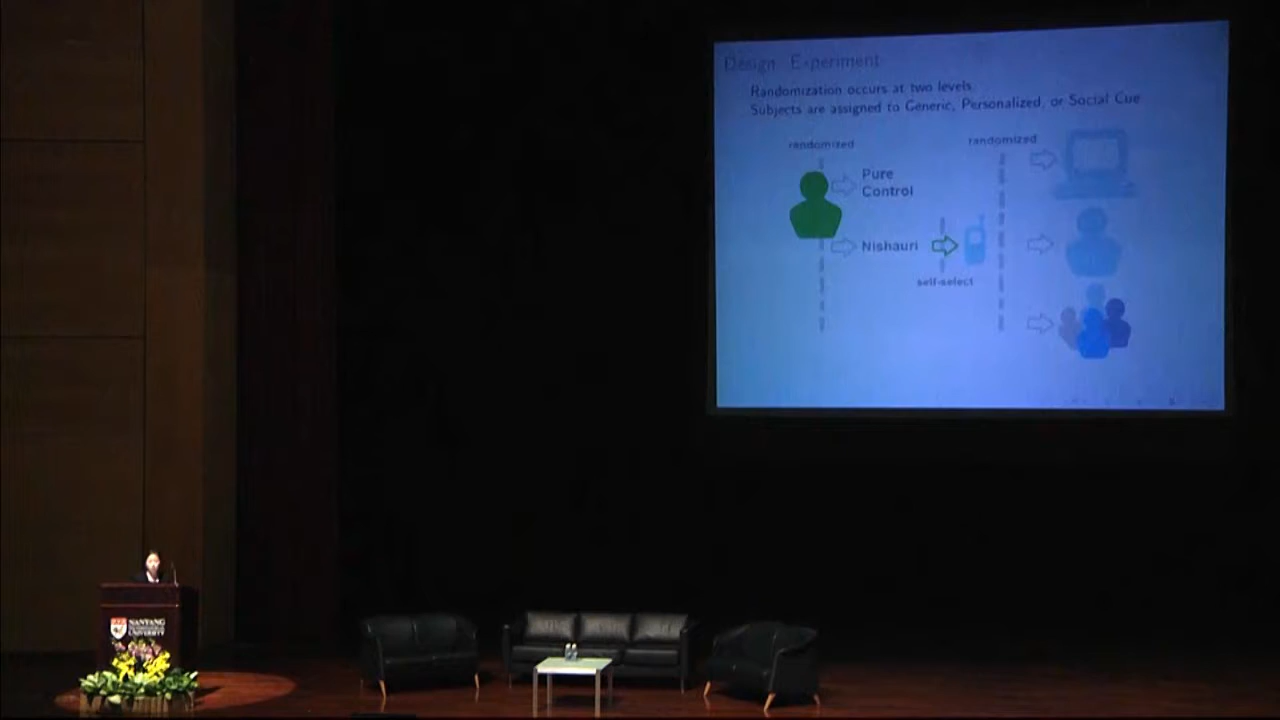 Design: Experiment
Randomization occurs at two levels.
Subjects are assigned to Generic, Personalized, or Social Cue
randomized
randomized
Pure
Control
Nishauri
self-select
NANYANG
UNIVERSITY